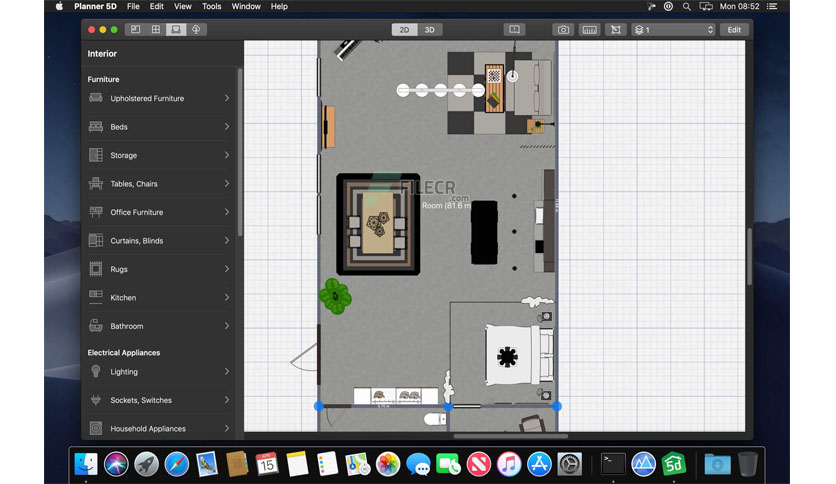 Planner 5D File Edit View Tools Window Help
Mon 08:52
2D 3D
1
Edit
Interior
Furniture
Upholstered Furniture
Beds
Storage
Tables, Chairs
Office Furniture
Curtains, Blinds
Rugs
Kitchen
Bathroom
Electrical Appliances
Lighting
Sockets, Switches
Household Appliances
FILECR
.com
Room (81.6 m
APR
15
5d